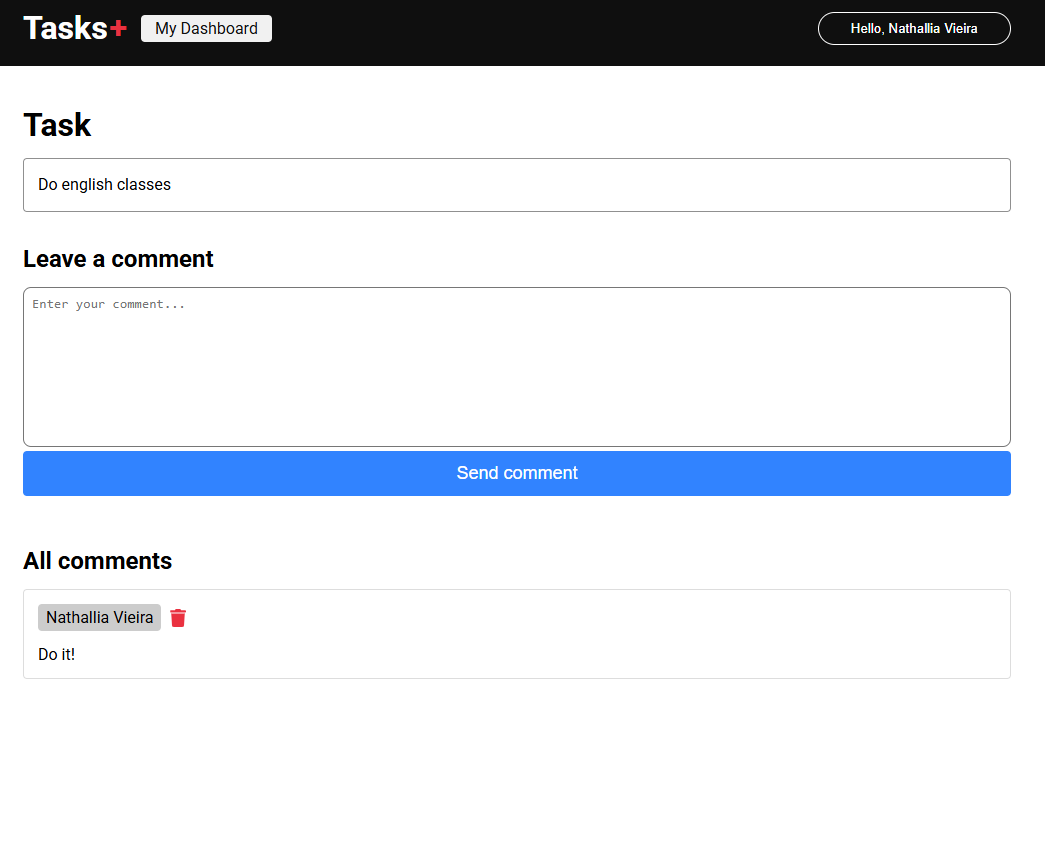 Tasks+ My Dashboard Hello, Nathallia Vieira
Task
Do english classes
Leave a comment
Enter your comment...
Send comment
All comments
Nathallia Vieira
Do it!